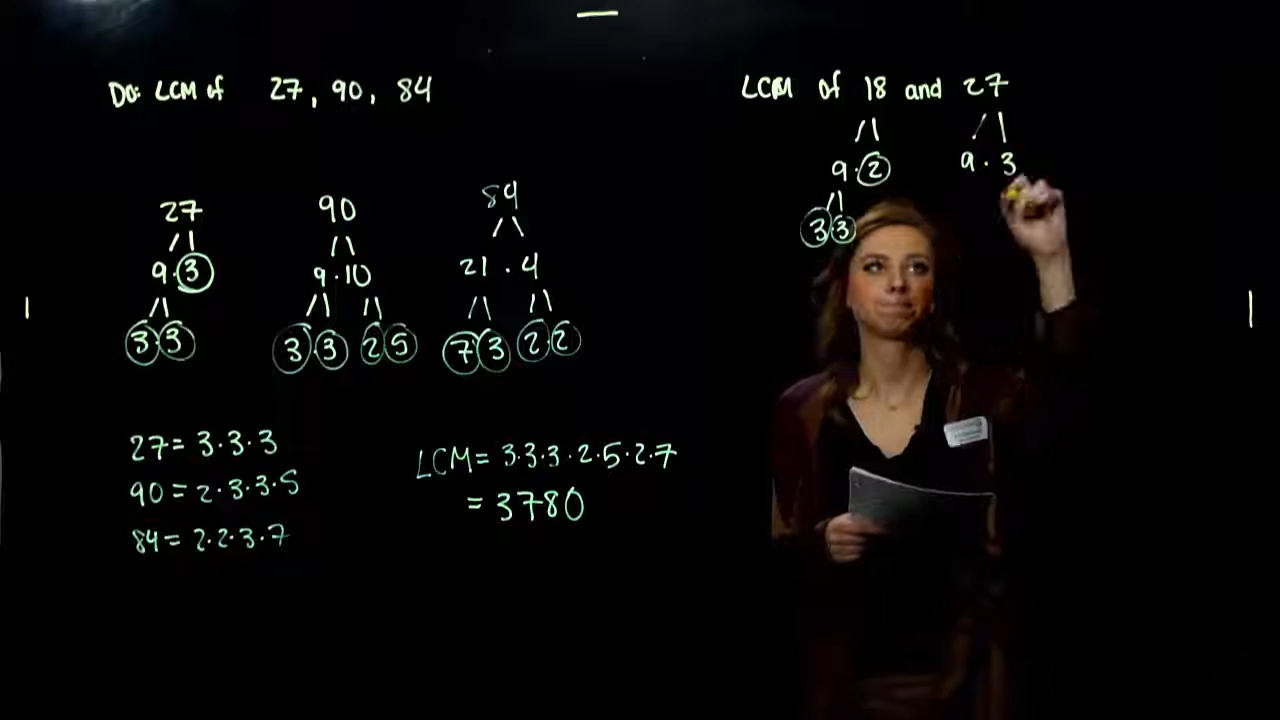 Do: LCM of 27, 90, 84
27
9·3
3·3
90
9·10
3·3 2·5
84
21·4
7·3 2·2
27 = 3·3·3
90 = 2·3·3·5
84 = 2·2·3·7
LCM = 3·3·3·2·5·2·7
= 3780
LCM of 18 and 27
9·2 9·3
3·3